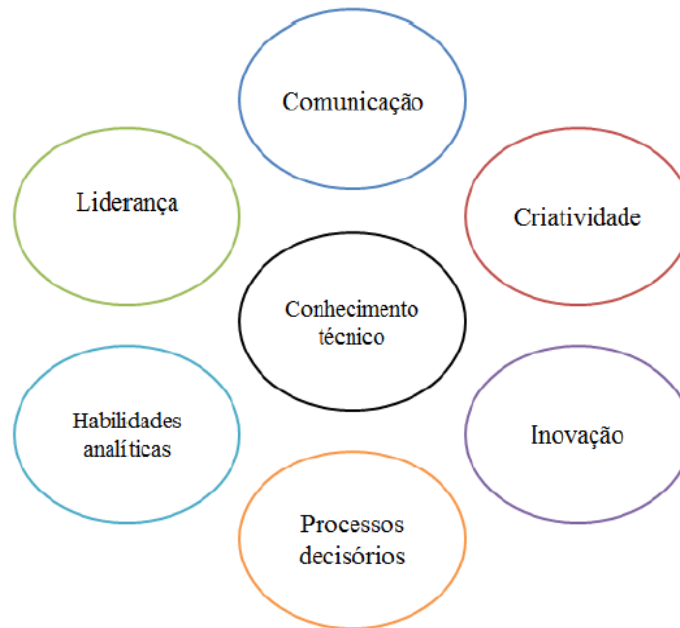 Comunicação
Liderança
Criatividade
Conhecimento
técnico
Habilidades
analíticas
Inovação
Processos
decisórios